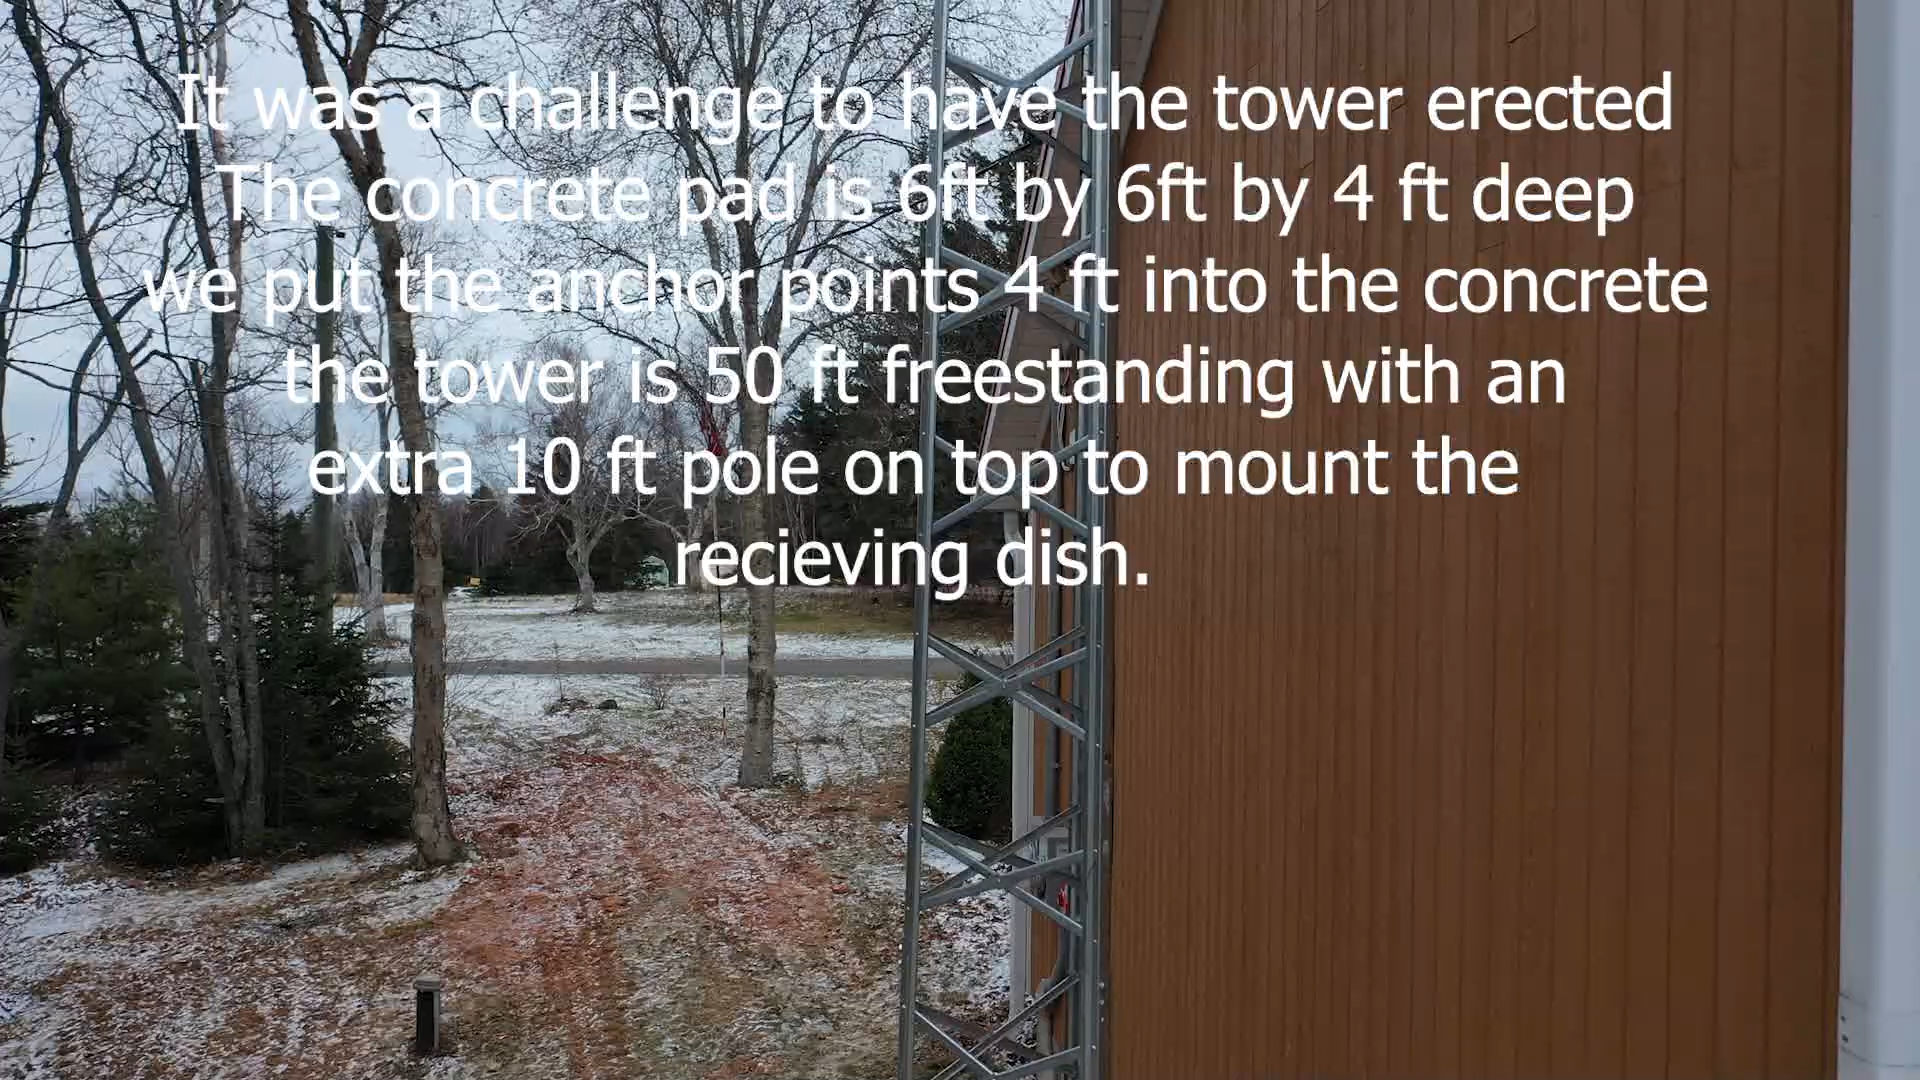 It was a challenge to have the tower erected
The concrete pad is 6ft by 6ft by 4 ft deep
we put the anchor points 4 ft into the concrete
the tower is 50 ft freestanding with an
extra 10 ft pole on top to mount the
recieving dish.